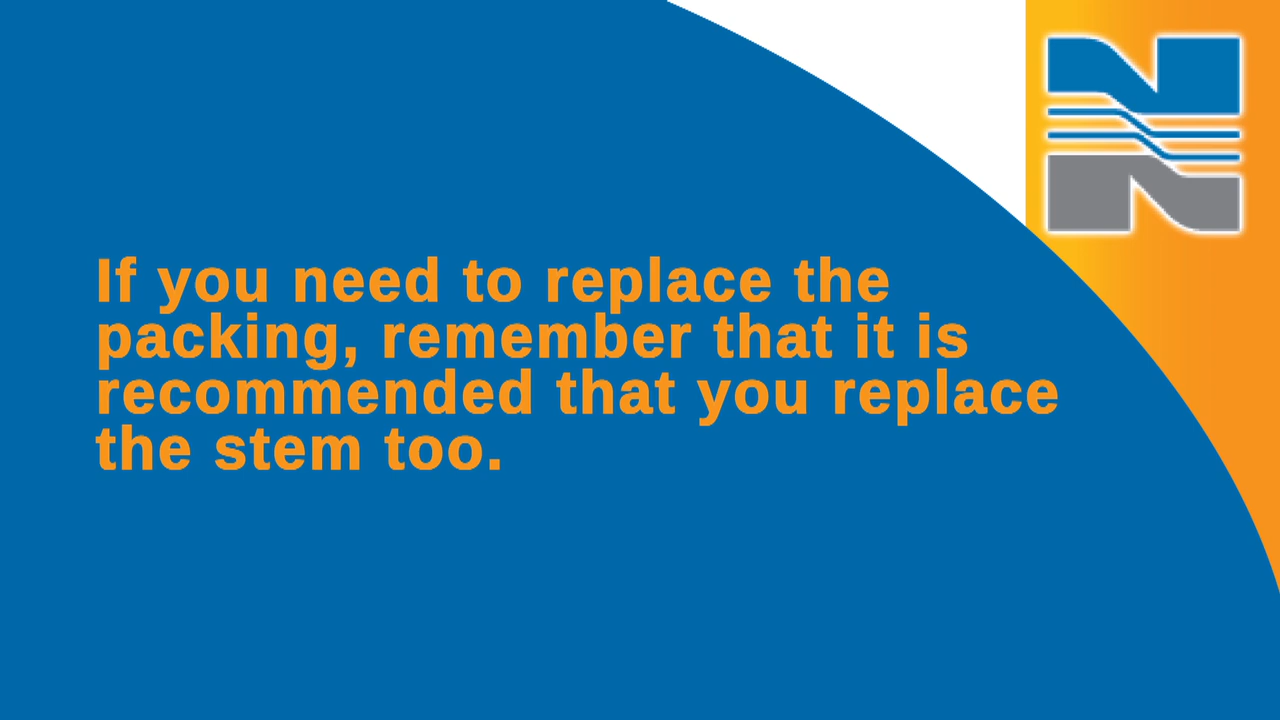 If you need to replace the
packing, remember that it is
recommended that you replace
the stem too.